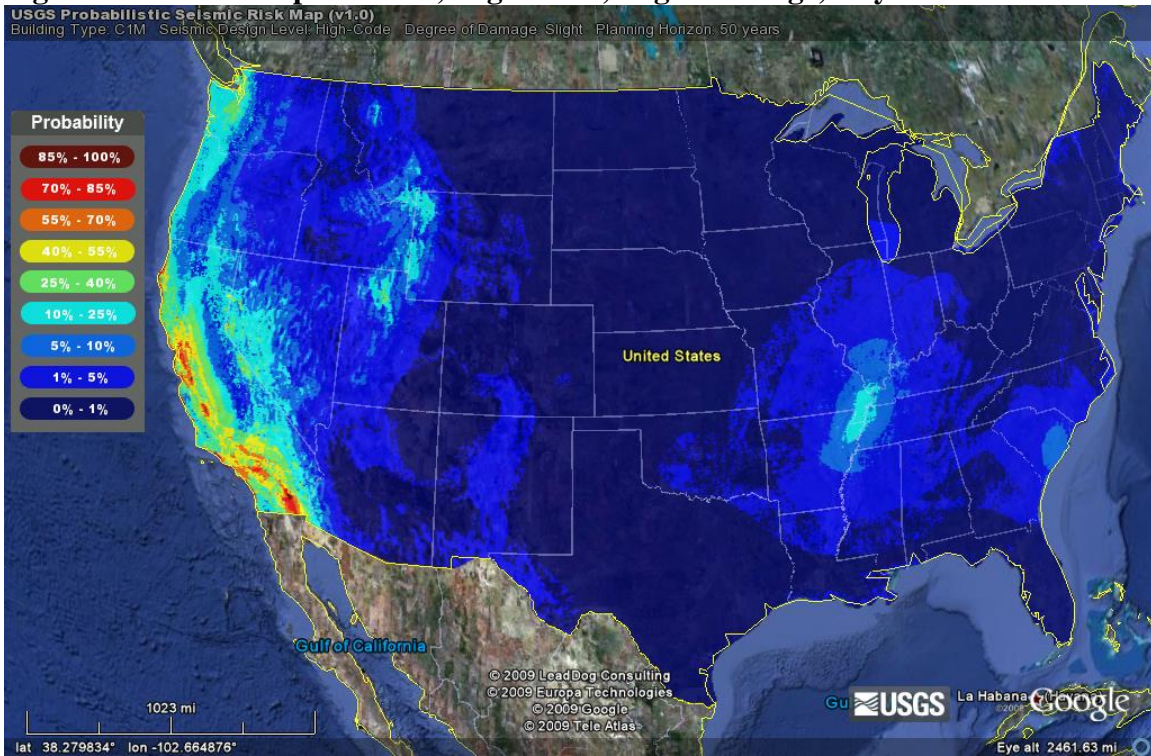 USGS Probabilistic Seismic Risk Map (v1.0)
Building Type: C1M Seismic Design Level: High-Code Degree of Damage: Slight Planning Horizon: 50 years
Probability
85% - 100%
70% - 85%
55% - 70%
40% - 55%
25% - 40%
10% - 25%
5% - 10%
1% - 5%
0% - 1%
United States
Gulf of California
© 2009 LeadDog Consulting
© 2009 Europa Technologies
© 2009 Google
© 2009 Tele Atlas
1023 mi
Gu
USGS
La Habana
Google
lat 38.279834° lon -102.664876°
Eye alt 2461.63 mi